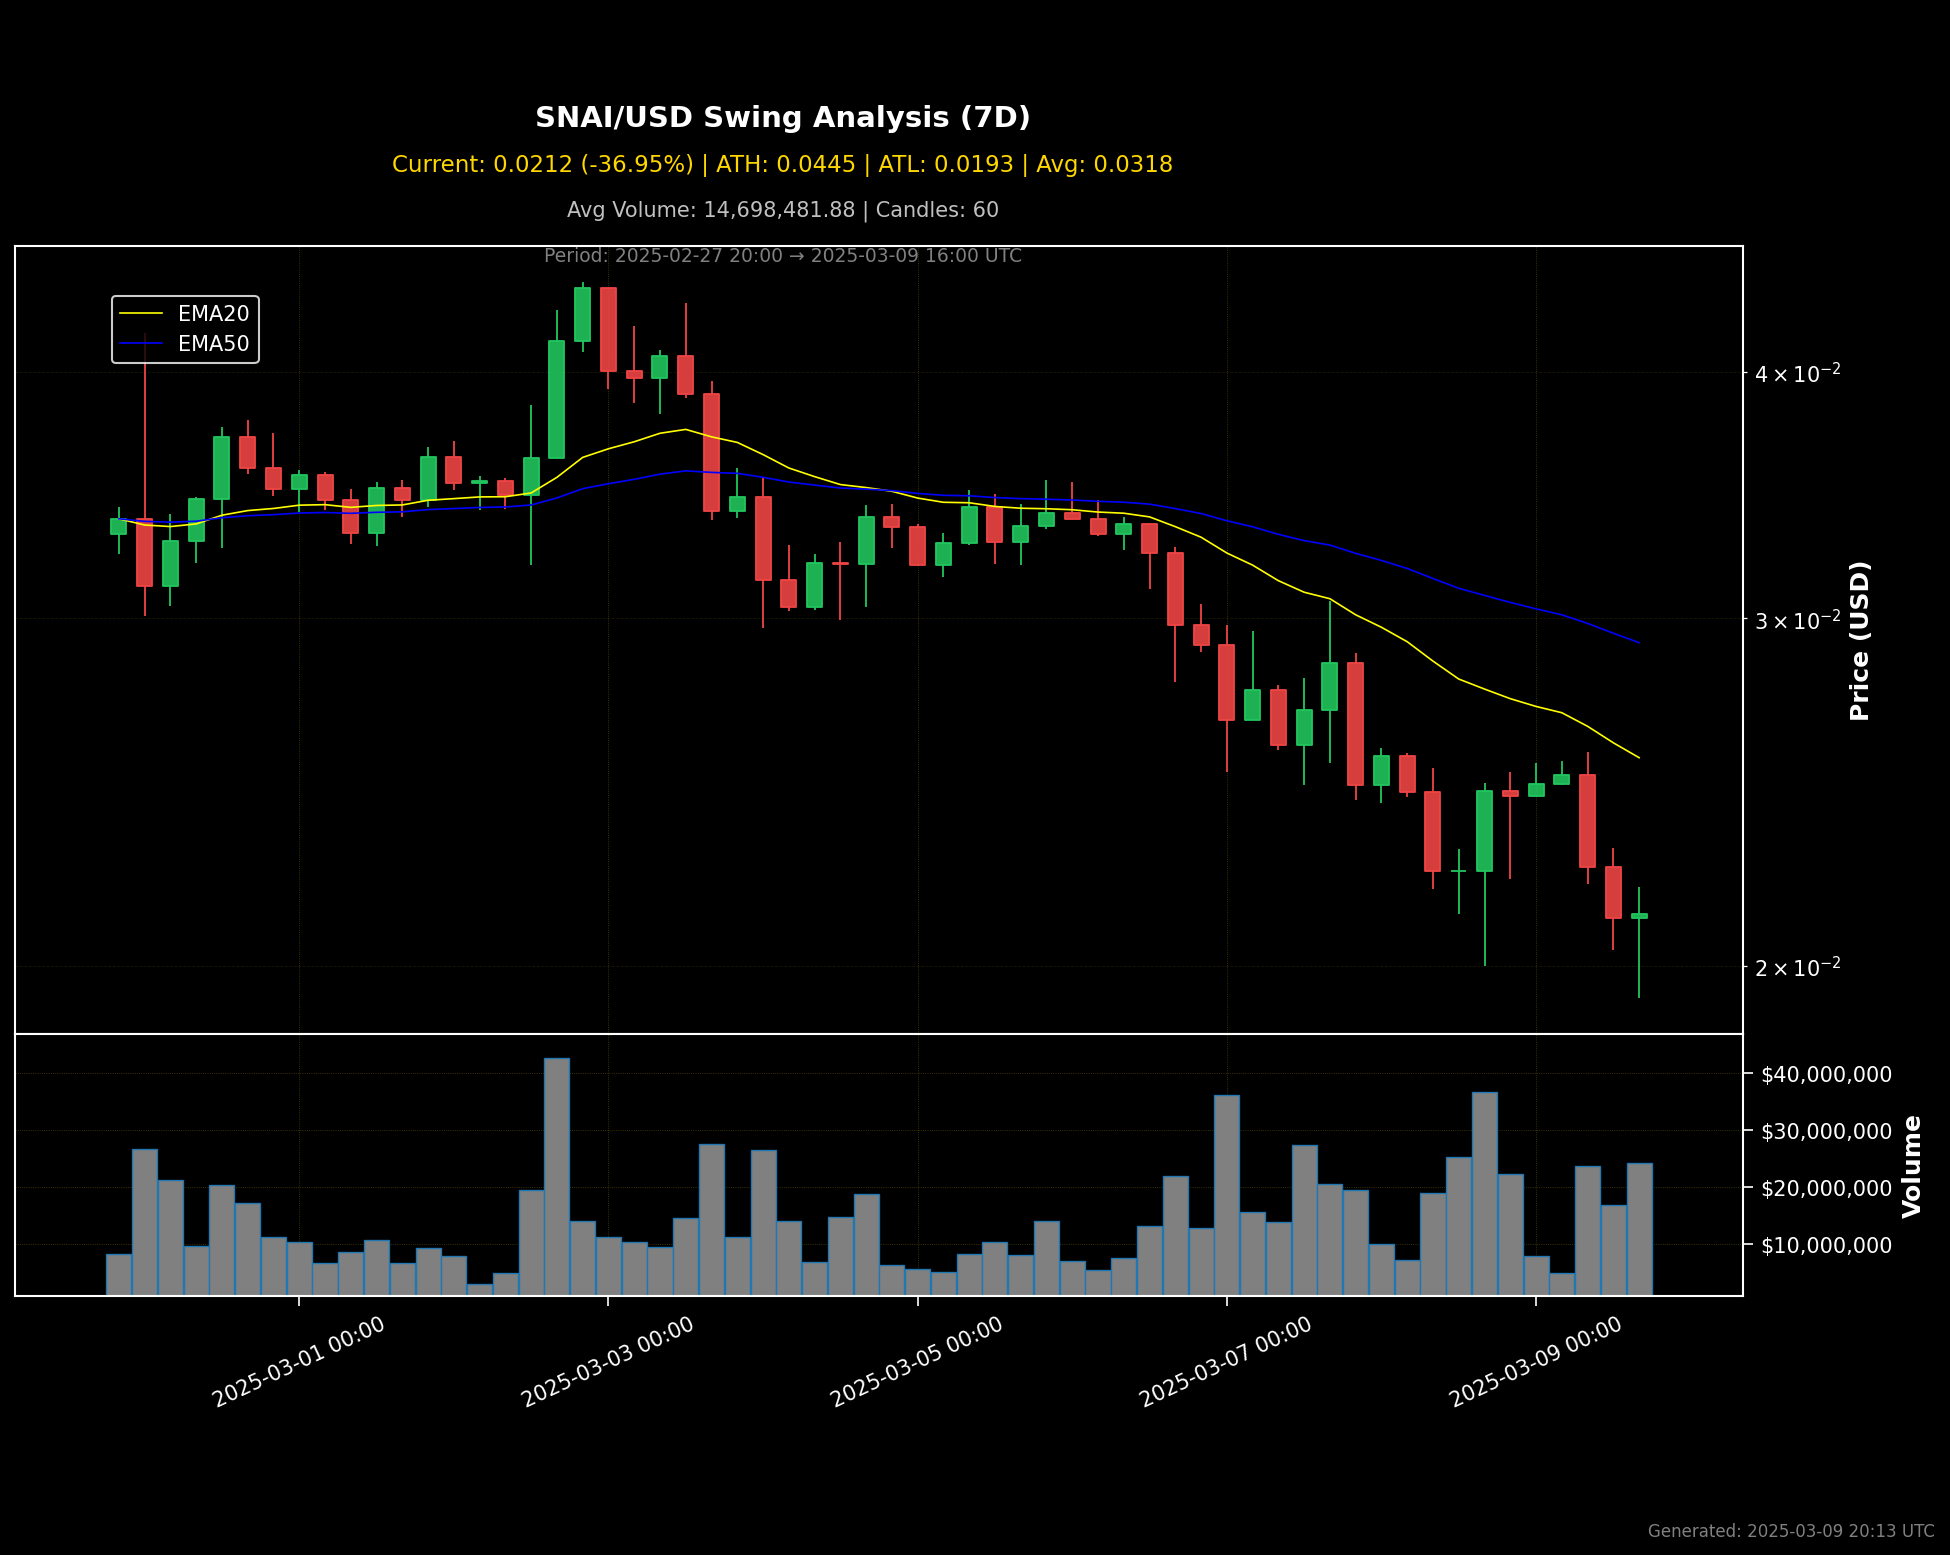 SNAI/USD Swing Analysis (7D)
Current: 0.0212 (-36.95%) | ATH: 0.0445 | ATL: 0.0193 | Avg: 0.0318
Avg Volume: 14,698,481.88 | Candles: 60
Period: 2025-02-27 20:00 → 2025-03-09 16:00 UTC
EMA20
EMA50
4 × 10⁻²
3 × 10⁻²
2 × 10⁻²
Price (USD)
$40,000,000
$30,000,000
$20,000,000
$10,000,000
Volume
2025-03-01 00:00
2025-03-03 00:00
2025-03-05 00:00
2025-03-07 00:00
2025-03-09 00:00
Generated: 2025-03-09 20:13 UTC